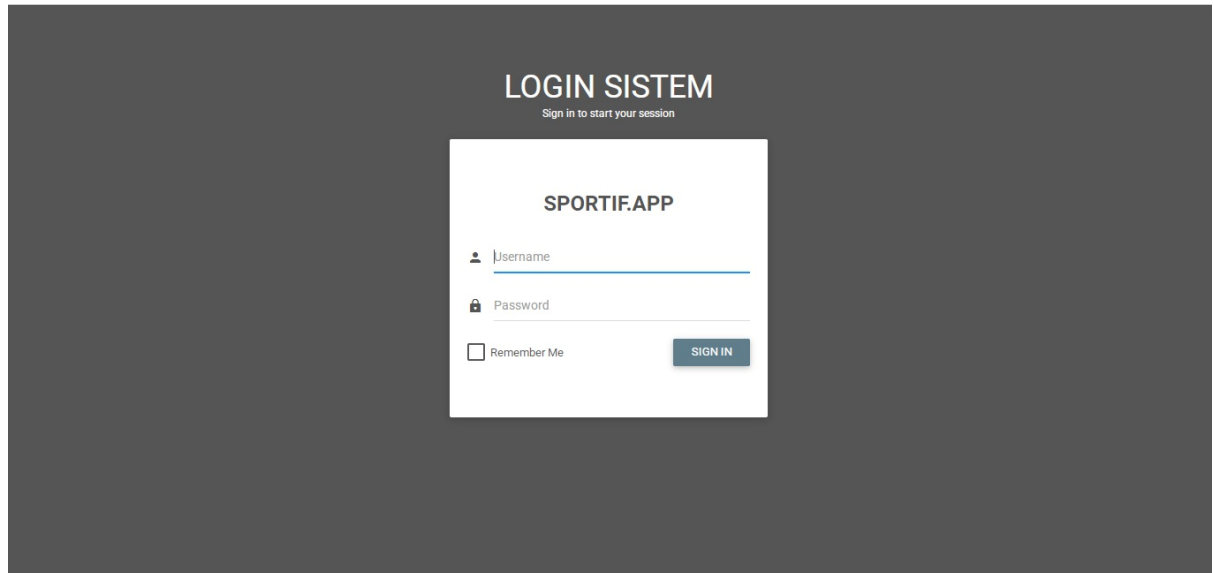 LOGIN SISTEM
Sign in to start your session
SPORTIF.APP
Username
Password
Remember Me
SIGN IN